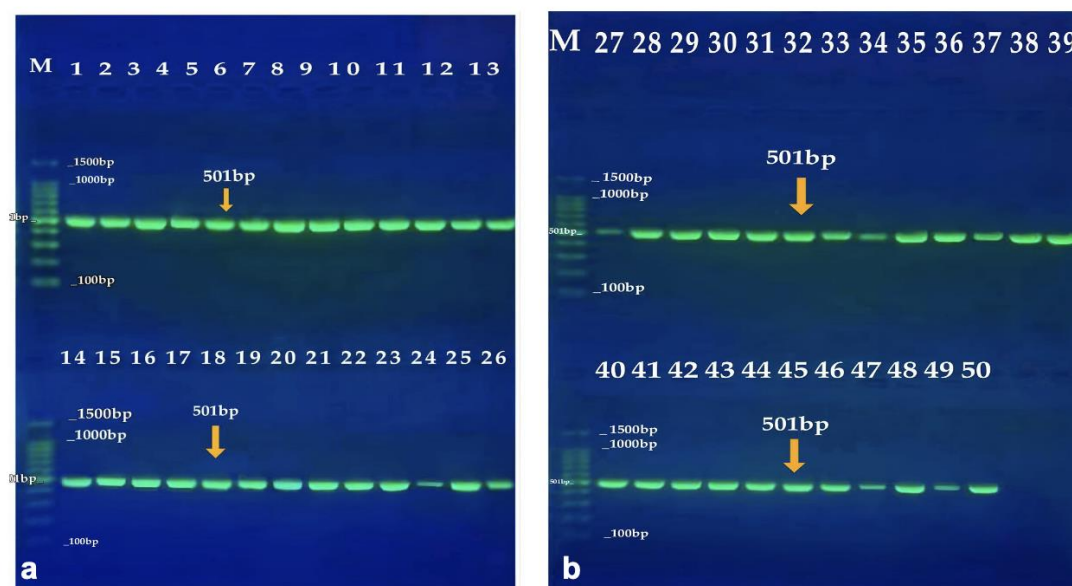 M 1 2 3 4 5 6 7 8 9 10 11 12 13
_1500bp
_1000bp
501bp
_100bp
14 15 16 17 18 19 20 21 22 23 24 25 26
_1500bp
501bp
_1000bp
_100bp
a
M 27 28 29 30 31 32 33 34 35 36 37 38 39
501bp
_1500bp
_1000bp
501bp_
_100bp
40 41 42 43 44 45 46 47 48 49 50
501bp
_1500bp
_1000bp
501bp_
_100bp
b